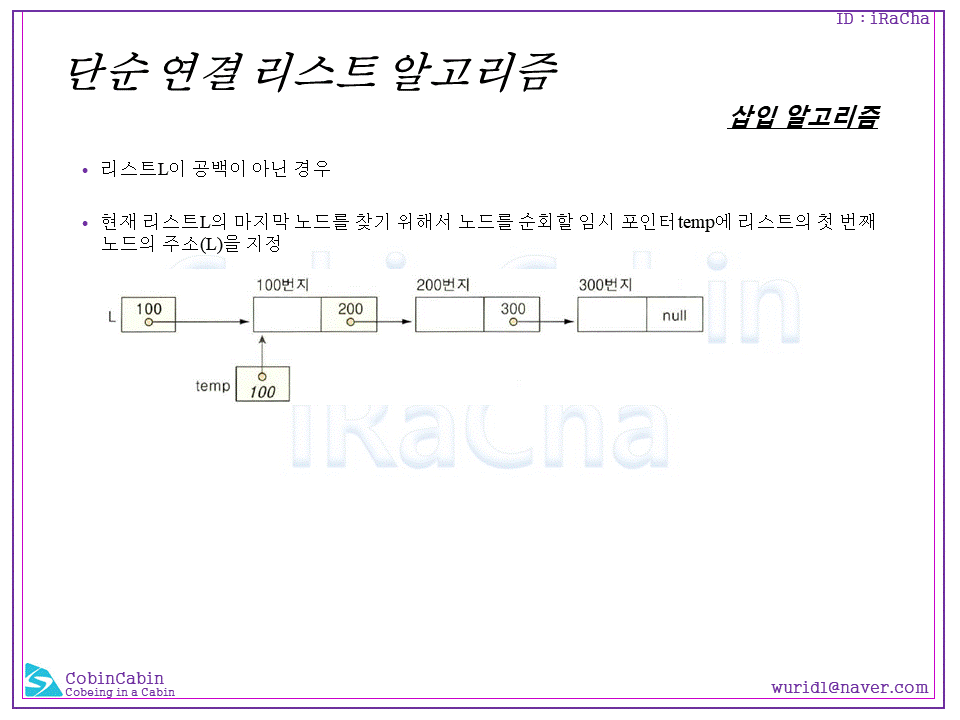 ID : iRaCha
단순 연결 리스트 알고리즘
삽입 알고리즘
• 리스트L이 공백이 아닌 경우
• 현재 리스트L의 마지막 노드를 찾기 위해서 노드를 순회할 임시 포인터temp에 리스트의 첫 번째
노드의 주소(L)을 지정
100번지 200번지 300번지
L 100 200 300 null
temp 100
iRaCha
CobinCabin
Cobeing in a Cabin
wuridl@naver.com